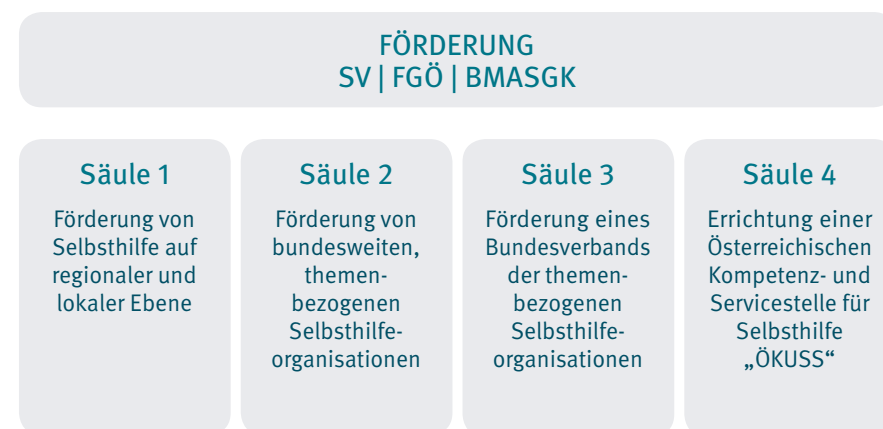 FÖRDERUNG
SV | FGÖ | BMASGK
Säule 1
Förderung von
Selbsthilfe auf
regionaler und
lokaler Ebene
Säule 2
Förderung von
bundesweiten,
themen-
bezogenen
Selbsthilfe-
organisationen
Säule 3
Förderung eines
Bundesverbands
der themen-
bezogenen
Selbsthilfe-
organisationen
Säule 4
Errichtung einer
Österreichischen
Kompetenz- und
Servicestelle für
Selbsthilfe
„ÖKUSS“